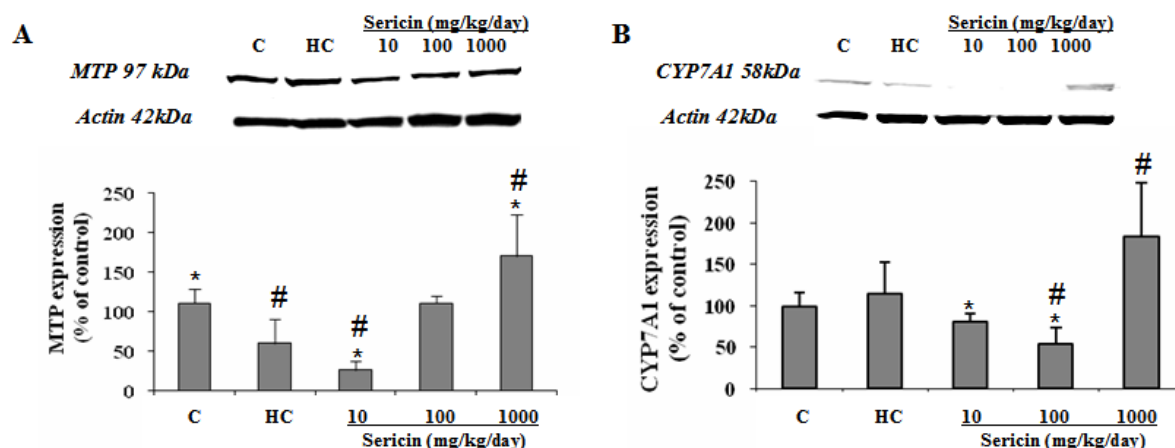 A
Sericin (mg/kg/day)
C HC 10 100 1000
MTP 97 kDa
Actin 42kDa
MTP expression
(% of control)
250
200
150
100
50
0
*
#
#
*
#
*
C HC 10 100 1000
Sericin (mg/kg/day)
B
Sericin (mg/kg/day)
C HC 10 100 1000
CYP7A1 58kDa
Actin 42kDa
CYP7A1 expression
(% of control)
250
200
150
100
50
0
*
#
*
#
C HC 10 100 1000
Sericin (mg/kg/day)